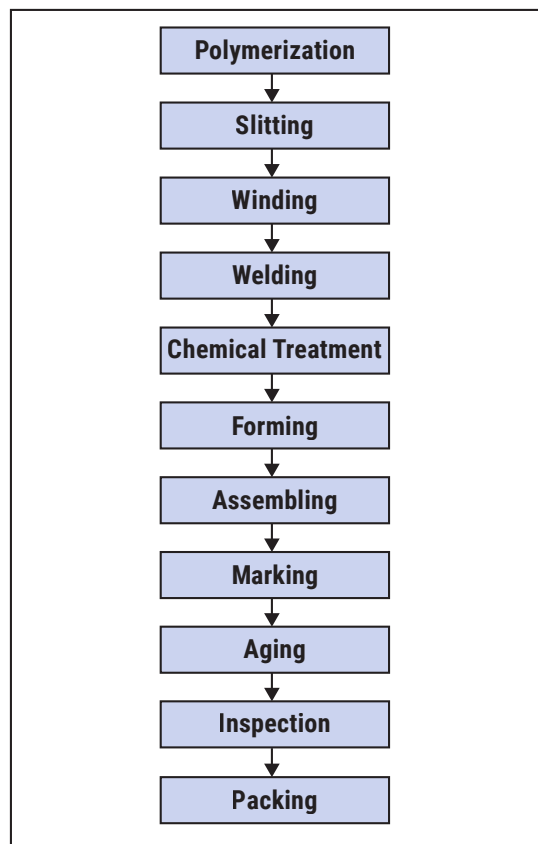 Polymerization
Slitting
Winding
Welding
Chemical Treatment
Forming
Assembling
Marking
Aging
Inspection
Packing